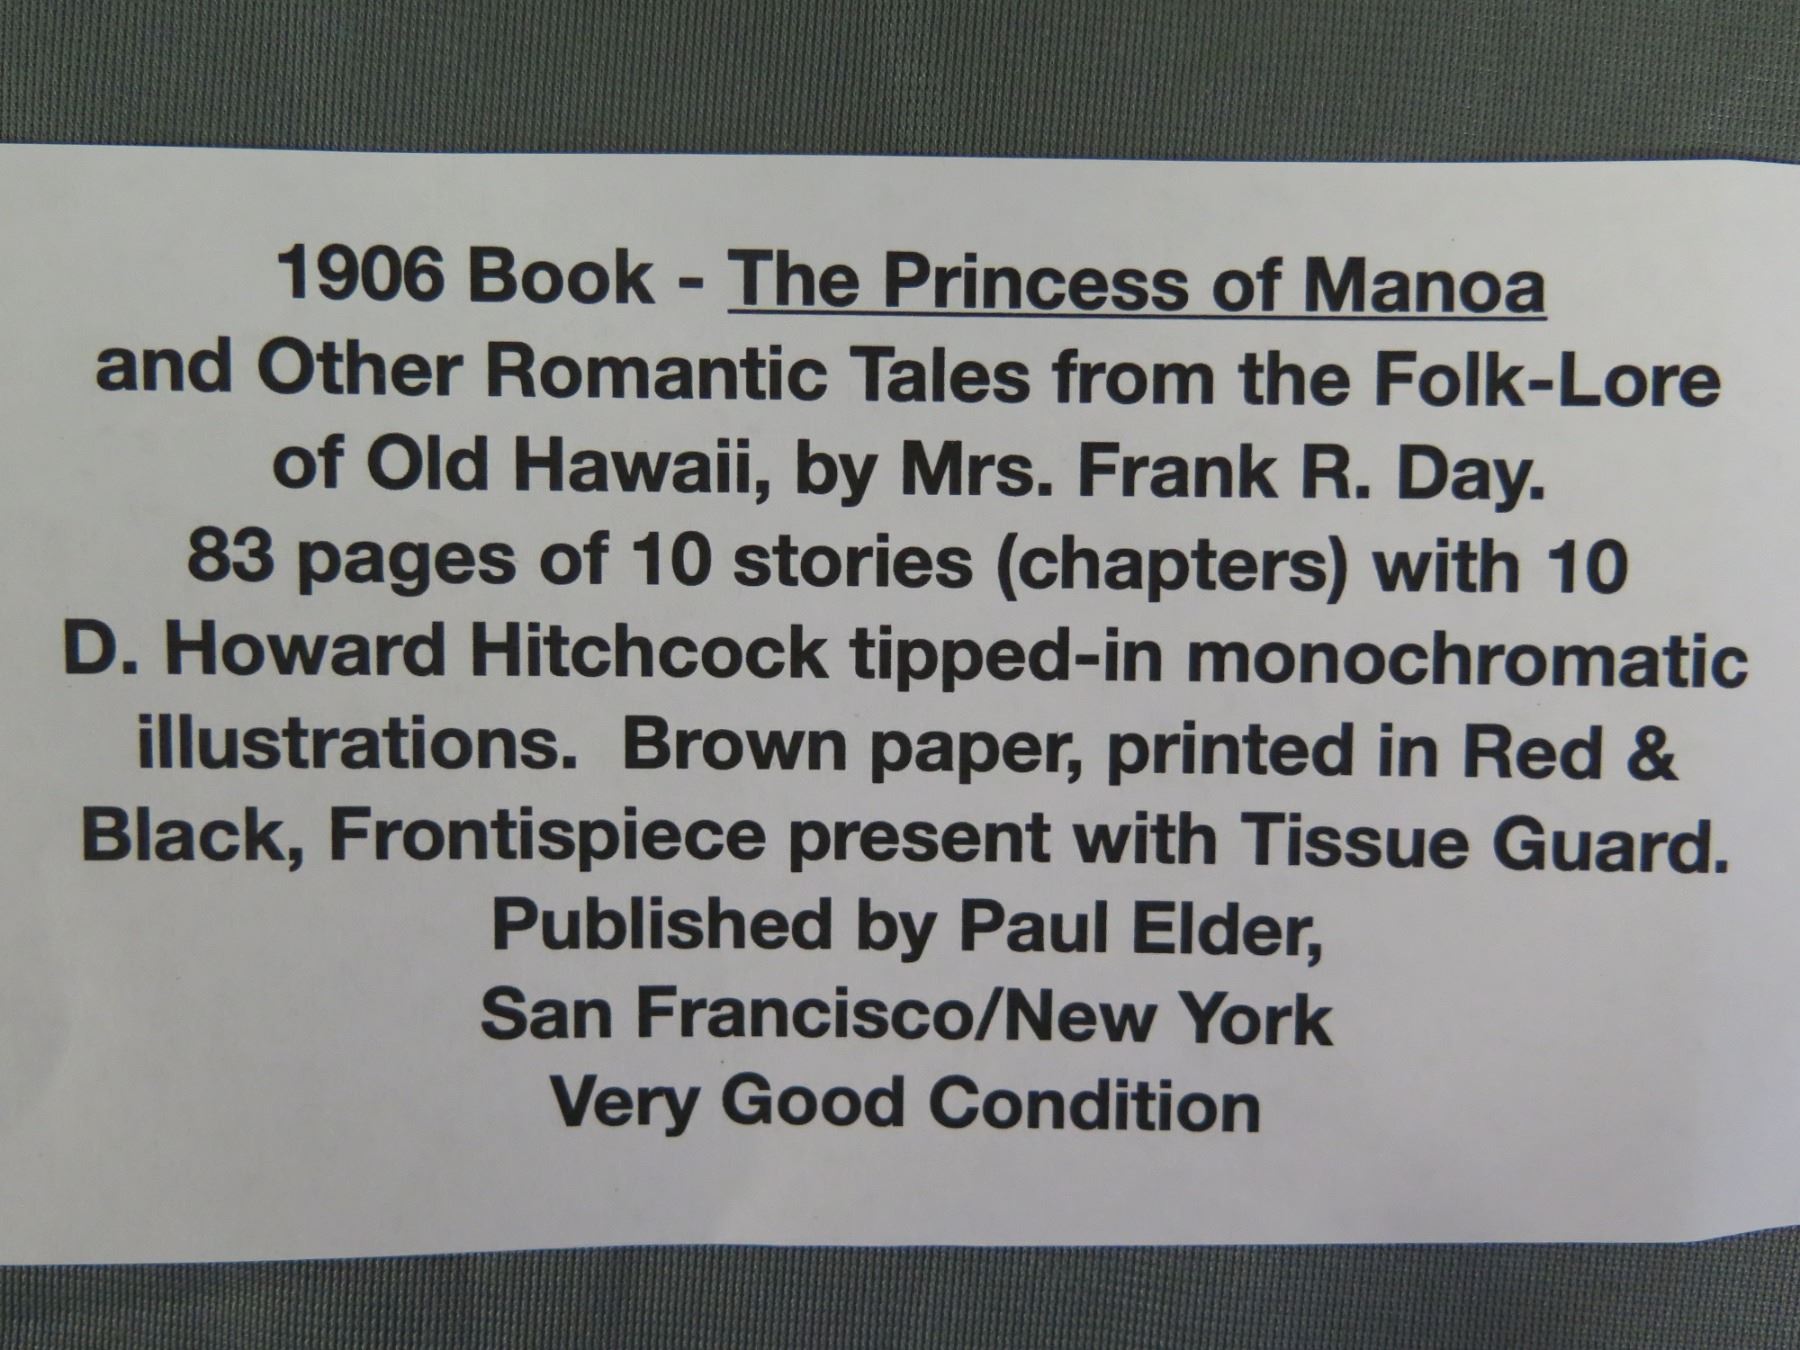 1906 Book - The Princess of Manoa
and Other Romantic Tales from the Folk-Lore
of Old Hawaii, by Mrs. Frank R. Day.
83 pages of 10 stories (chapters) with 10
D. Howard Hitchcock tipped-in monochromatic
illustrations.  Brown paper, printed in Red &
Black, Frontispiece present with Tissue Guard.
Published by Paul Elder,
San Francisco/New York
Very Good Condition